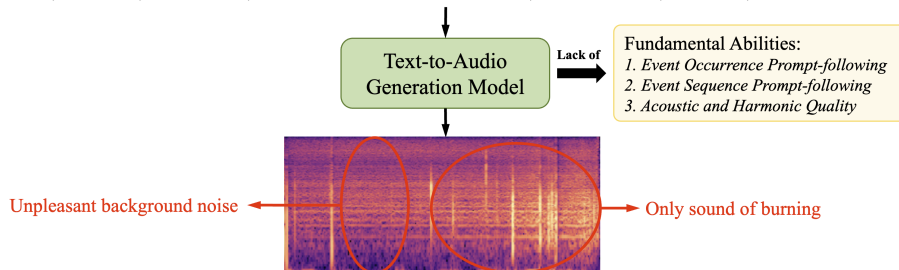 Text-to-Audio
Generation Model
Lack of
Fundamental Abilities:
1. Event Occurrence Prompt-following
2. Event Sequence Prompt-following
3. Acoustic and Harmonic Quality
Unpleasant background noise
Only sound of burning